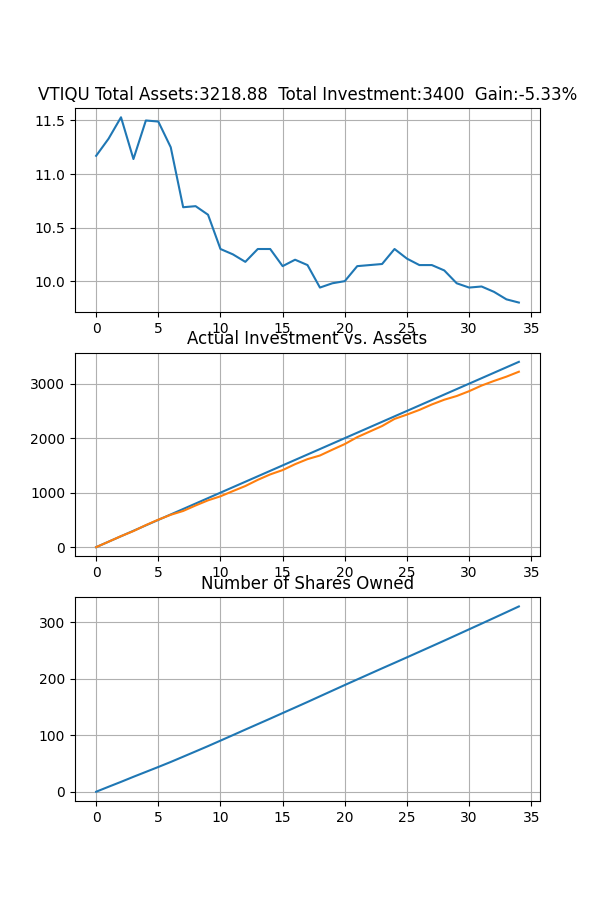 VTIQU Total Assets:3218.88  Total Investment:3400  Gain:-5.33%
11.5
11.0
10.5
10.0
0 5 10 15 20 25 30 35
Actual Investment vs. Assets
3000
2000
1000
0
0 5 10 15 20 25 30 35
Number of Shares Owned
300
200
100
0
0 5 10 15 20 25 30 35